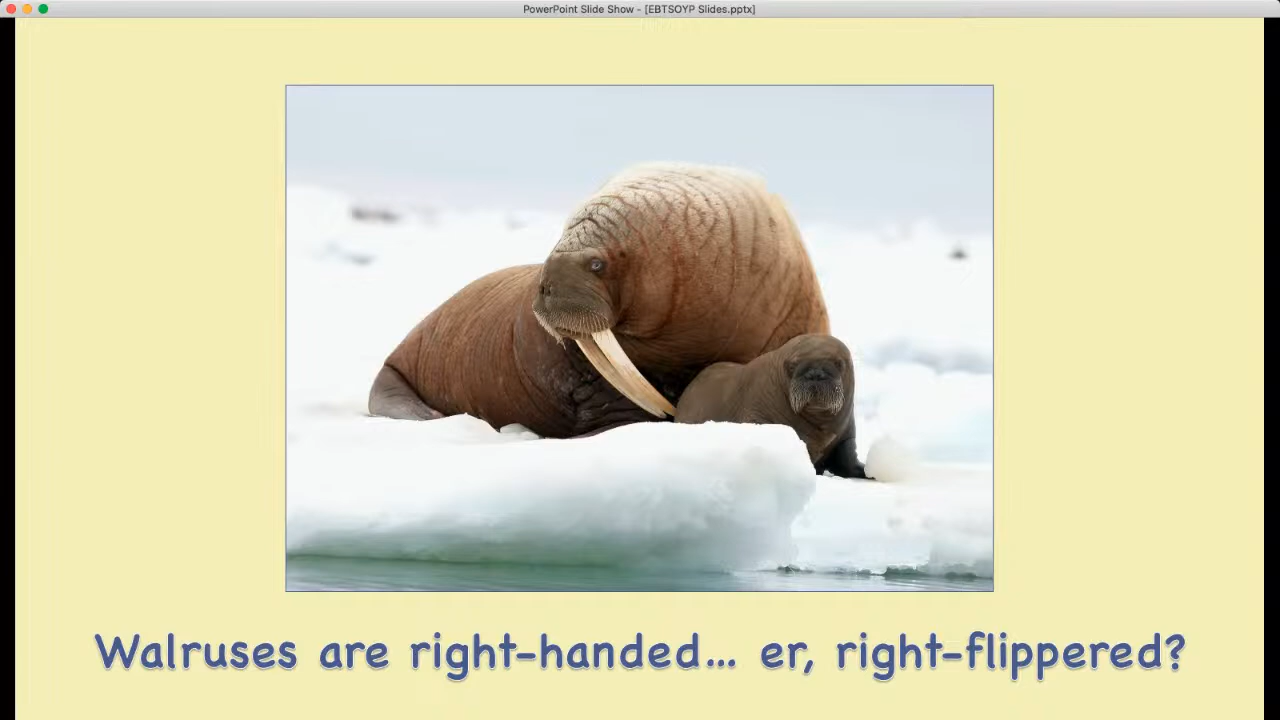 PowerPoint Slide Show - [EBTSOYP Slides.pptx]
Walruses are right-handed... er, right-flippered?